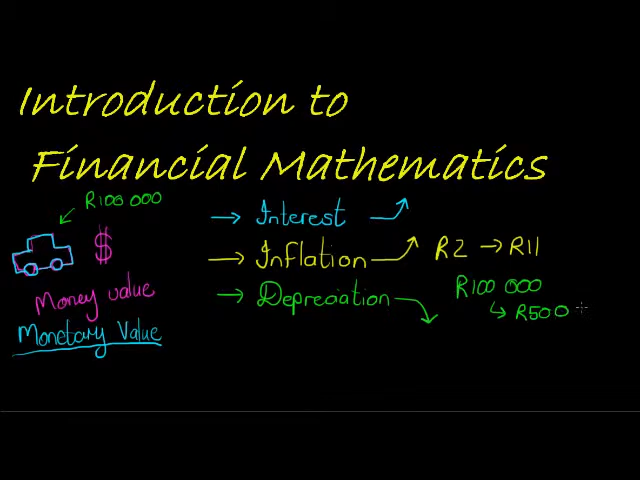 Introduction to
Financial Mathematics
R100 000
$
Money value
Monetary Value
→ Interest
→ Inflation R2 → R11
→ Depreciation R100 000
↳ R500